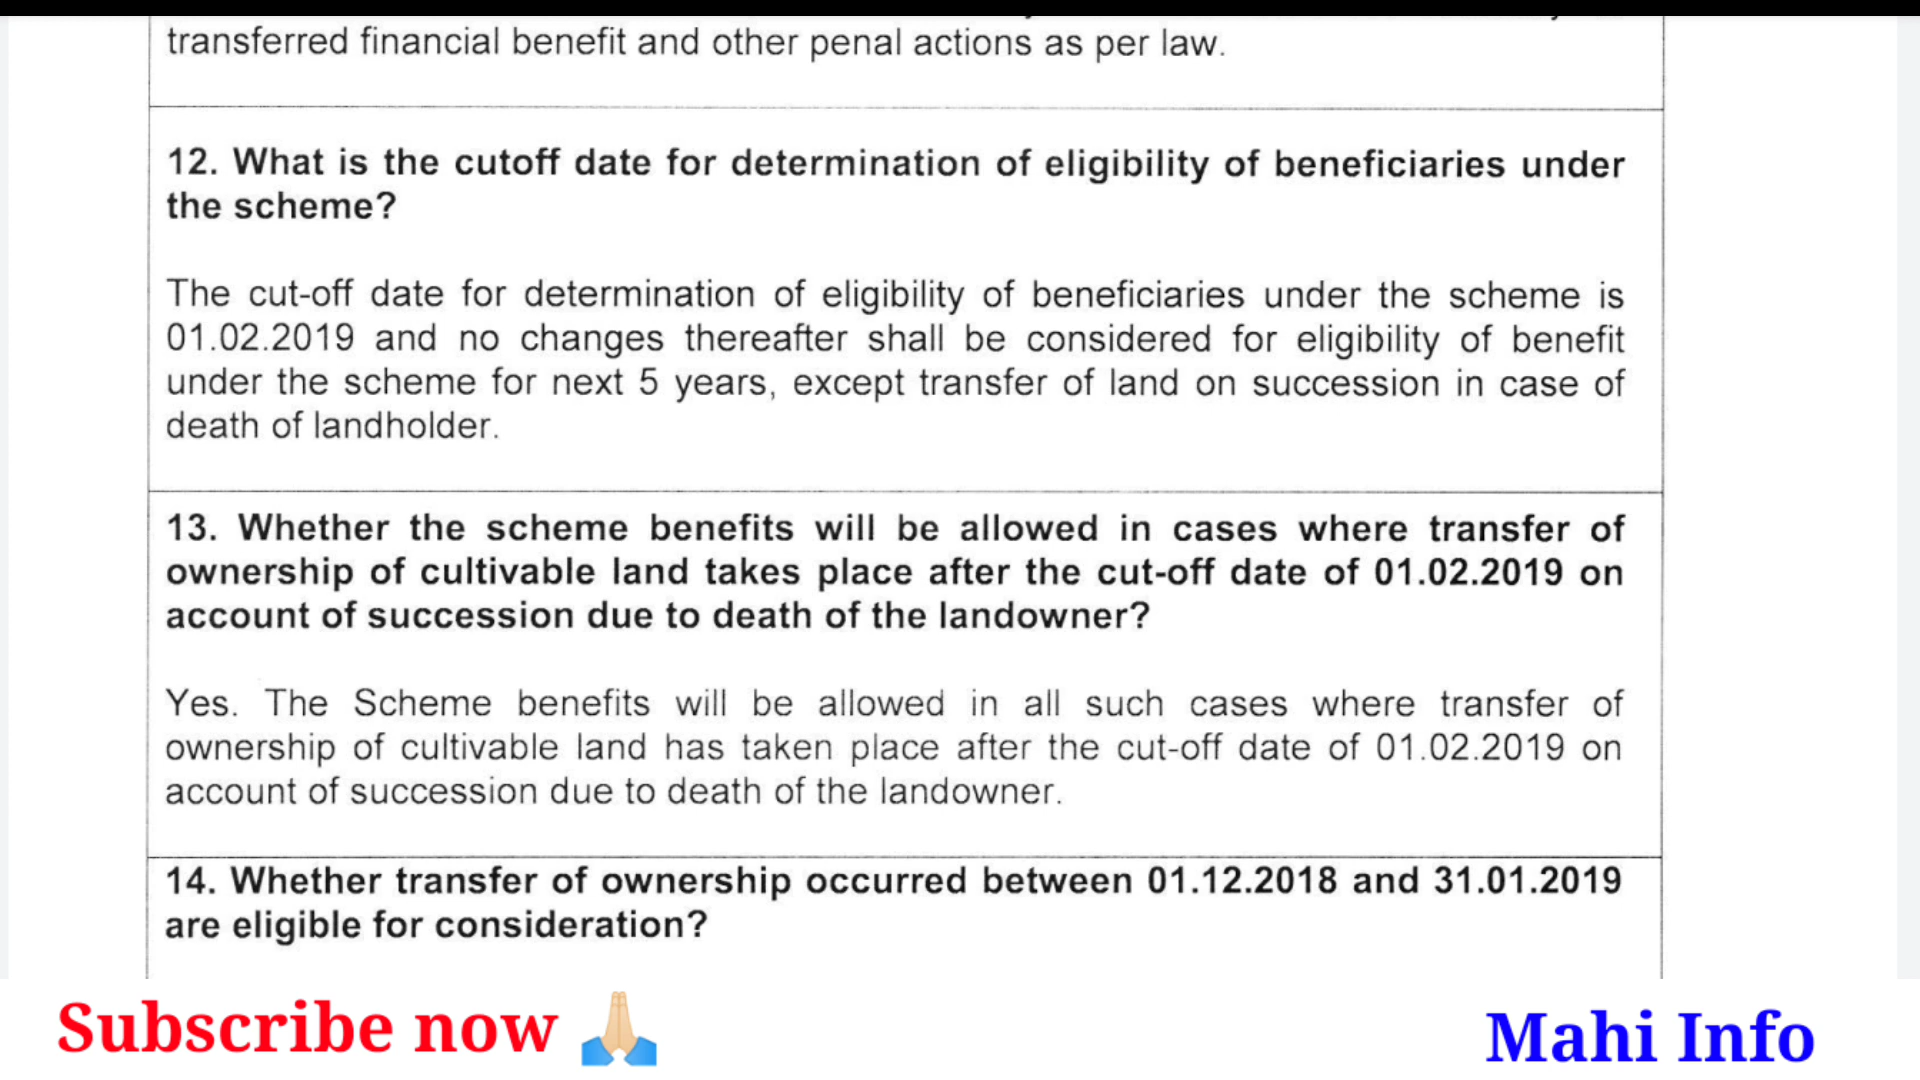 transferred financial benefit and other penal actions as per law.
12. What is the cutoff date for determination of eligibility of beneficiaries under
the scheme?
The cut-off date for determination of eligibility of beneficiaries under the scheme is
01.02.2019 and no changes thereafter shall be considered for eligibility of benefit
under the scheme for next 5 years, except transfer of land on succession in case of
death of landholder.
13. Whether the scheme benefits will be allowed in cases where transfer of
ownership of cultivable land takes place after the cut-off date of 01.02.2019 on
account of succession due to death of the landowner?
Yes. The Scheme benefits will be allowed in all such cases where transfer of
ownership of cultivable land has taken place after the cut-off date of 01.02.2019 on
account of succession due to death of the landowner.
14. Whether transfer of ownership occurred between 01.12.2018 and 31.01.2019
are eligible for consideration?
Subscribe now 🙏🏻
Mahi Info